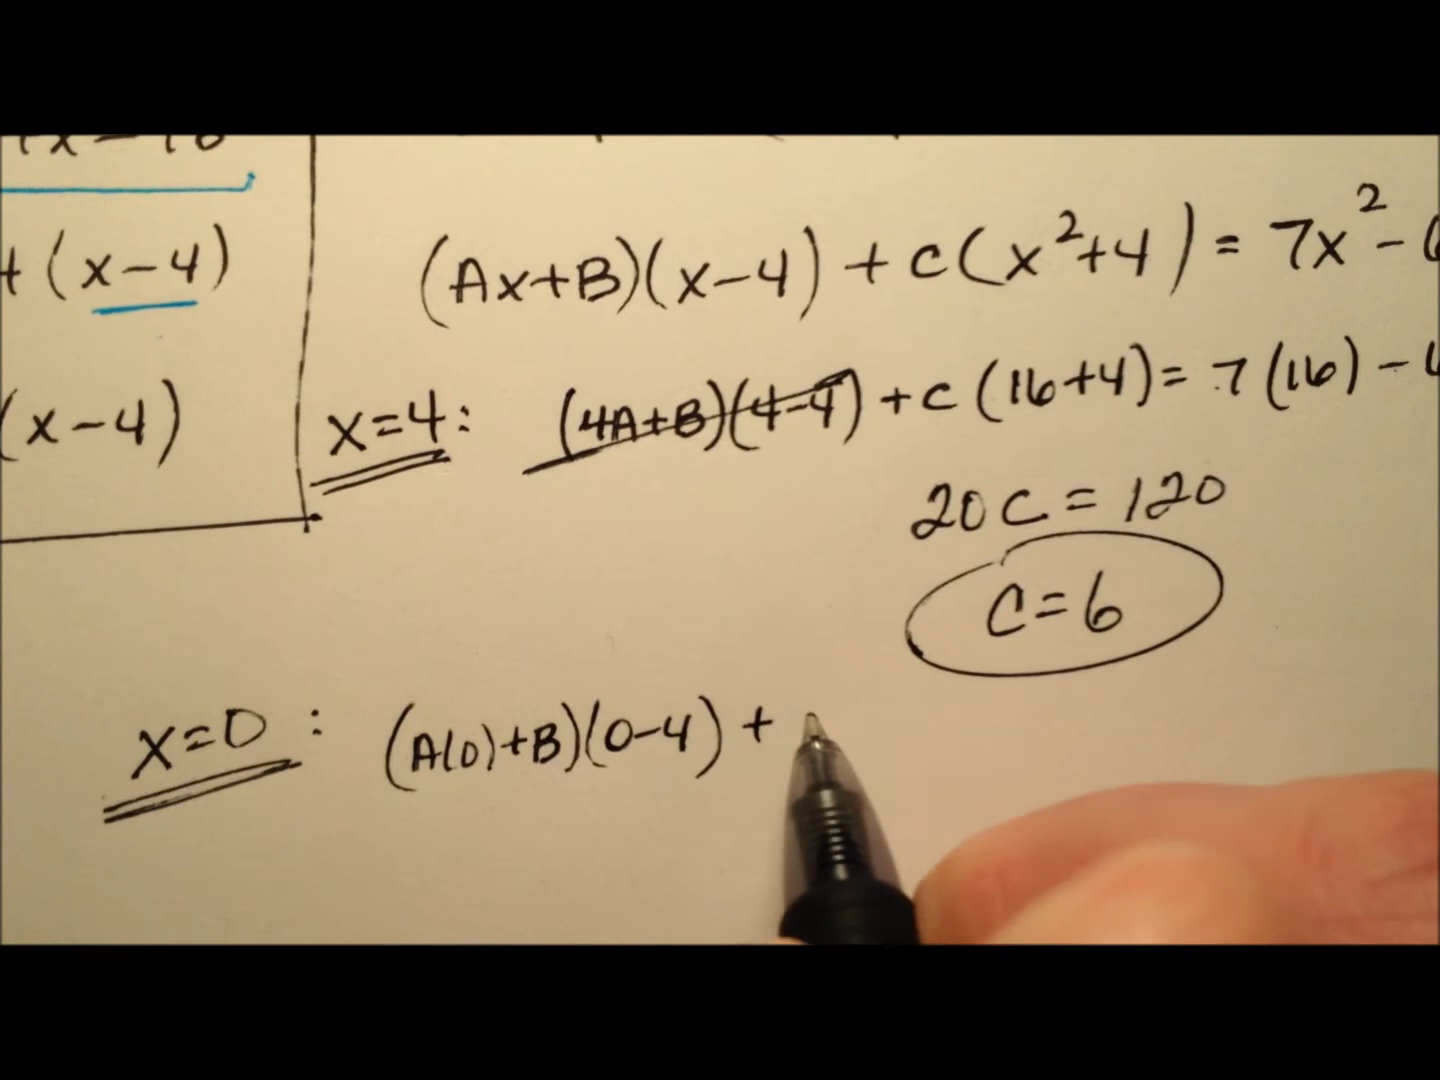 + (x-4)
(Ax+B)(x-4) + C(x²+4) = 7x² -
(x-4)
x=4: (4A+B)(4-4) + C(16+4) = 7(16) -
20C = 120
C=6
x=0: (A(0)+B)(0-4) +